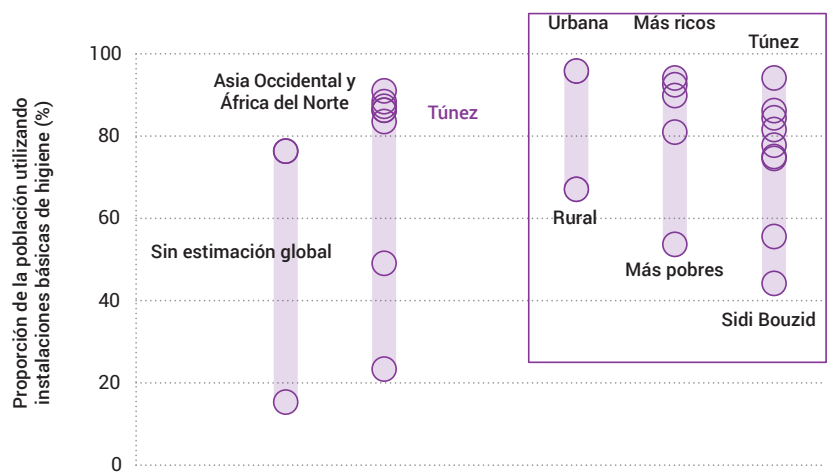 Proporción de la población utilizando
instalaciones básicas de higiene (%)
100
80
60
40
20
0
Asia Occidental y
África del Norte
Túnez
Sin estimación global
Urbana
Más ricos
Túnez
Rural
Más pobres
Sidi Bouzid